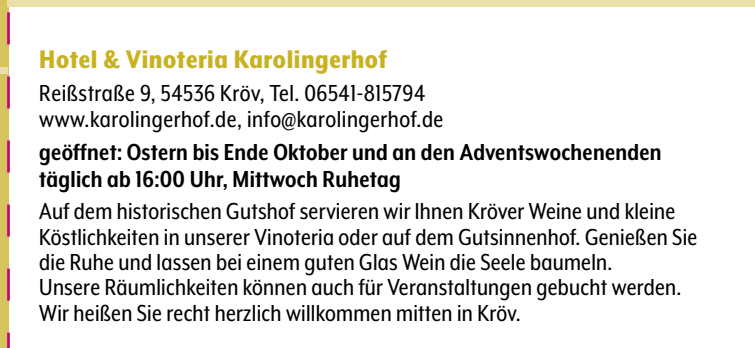 Hotel & Vinoteria Karolingerhof
Reißstraße 9, 54536 Kröv, Tel. 06541-815794
www.karolingerhof.de, info@karolingerhof.de
geöffnet: Ostern bis Ende Oktober und an den Adventswochenenden
täglich ab 16:00 Uhr, Mittwoch Ruhetag
Auf dem historischen Gutshof servieren wir Ihnen Kröver Weine und kleine
Köstlichkeiten in unserer Vinoteria oder auf dem Gutsinnenhof. Genießen Sie
die Ruhe und lassen bei einem guten Glas Wein die Seele baumeln.
Unsere Räumlichkeiten können auch für Veranstaltungen gebucht werden.
Wir heißen Sie recht herzlich willkommen mitten in Kröv.